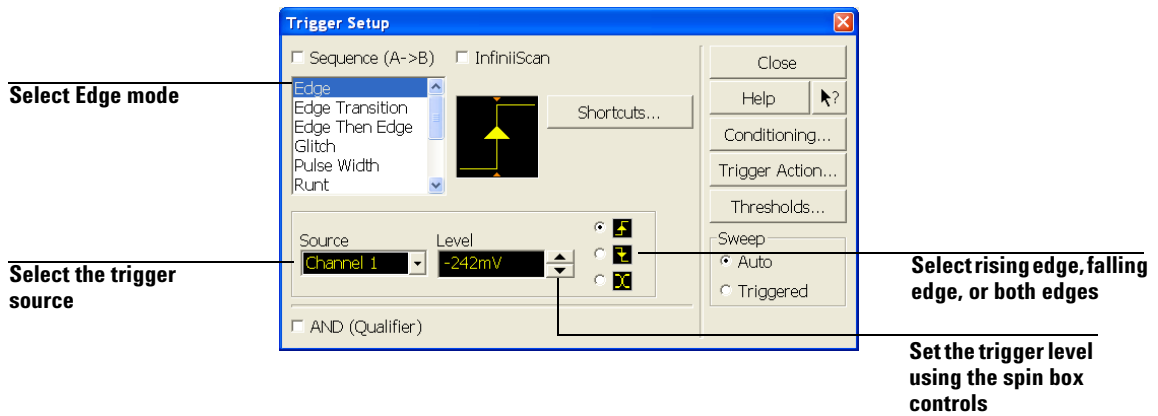 Trigger Setup
Sequence (A->B)
InfiniiScan
Close
Select Edge mode
Edge
Edge Transition
Edge Then Edge
Glitch
Pulse Width
Runt
Shortcuts...
Help
?
Conditioning...
Trigger Action...
Thresholds...
Source
Level
Channel 1
-242mV
Sweep
Auto
Triggered
Select the trigger
source
Select rising edge, falling
edge, or both edges
AND (Qualifier)
Set the trigger level
using the spin box
controls